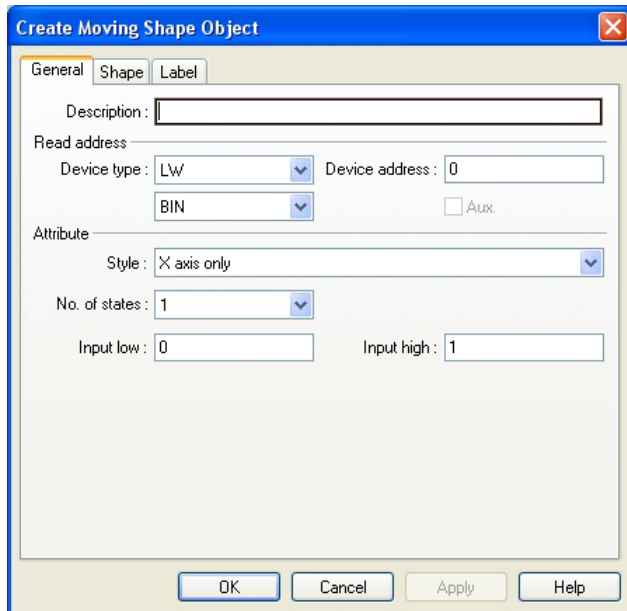 Create Moving Shape Object
General Shape Label
Description :
Read address
Device type : LW Device address : 0
BIN Aux.
Attribute
Style : X axis only
No. of states : 1
Input low : 0 Input high : 1
OK Cancel Apply Help